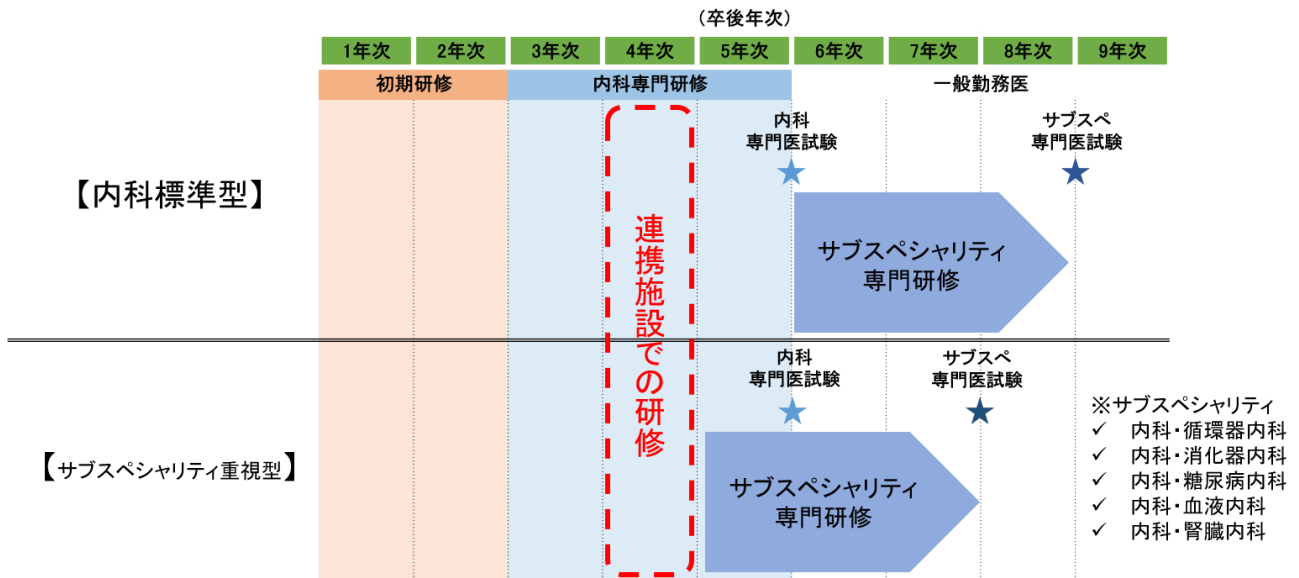 (卒後年次)
1年次 2年次 3年次 4年次 5年次 6年次 7年次 8年次 9年次
初期研修 内科専門研修 一般勤務医
内科
専門医試験
サブスペ
専門医試験
【内科標準型】
連携施設での研修
サブスペシャリティ
専門研修
内科
専門医試験
サブスペ
専門医試験
【サブスペシャリティ重視型】
サブスペシャリティ
専門研修
※サブスペシャリティ
✓ 内科・循環器内科
✓ 内科・消化器内科
✓ 内科・糖尿病内科
✓ 内科・血液内科
✓ 内科・腎臓内科